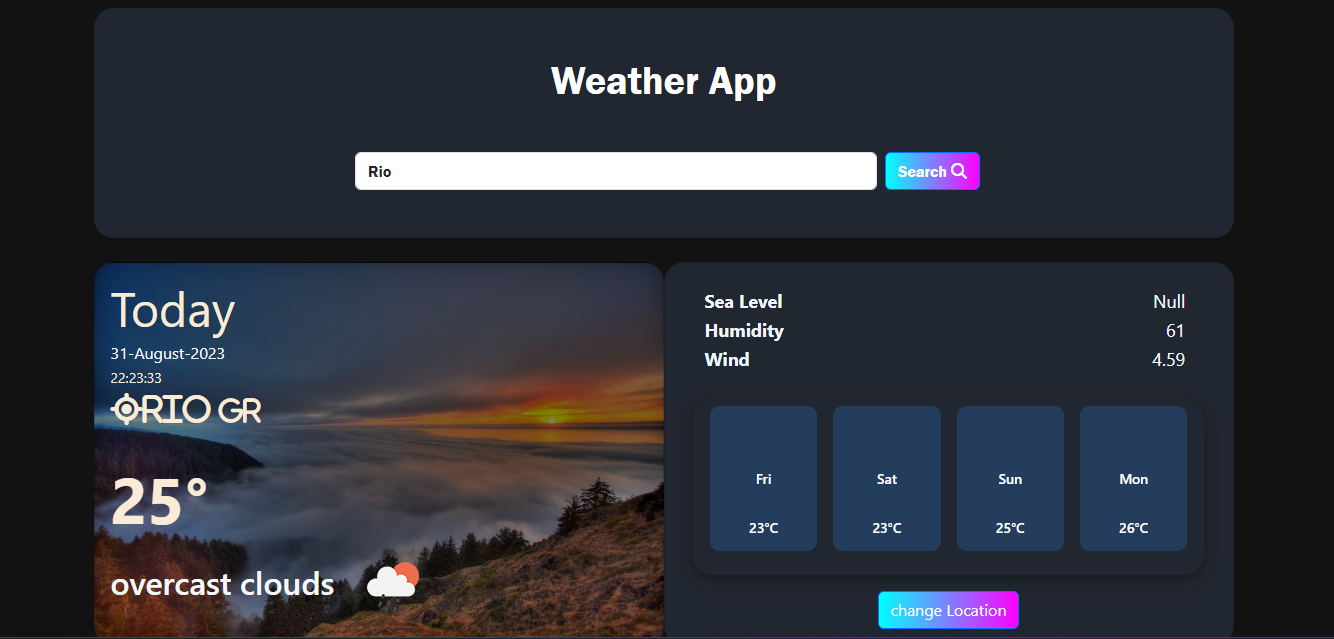 Weather App
Rio
Search
Today
31-August-2023
22:23:33
RIO GR
25°
overcast clouds
Sea Level Null
Humidity 61
Wind 4.59
Fri Sat Sun Mon
23°C 23°C 25°C 26°C
change Location